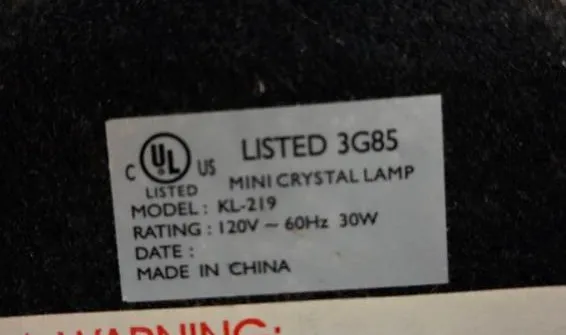 LISTED 3G85
C UL US
LISTED
MINI CRYSTAL LAMP
MODEL : KL-219
RATING : 120V ~ 60Hz 30W
DATE :
MADE IN CHINA
WARNING: